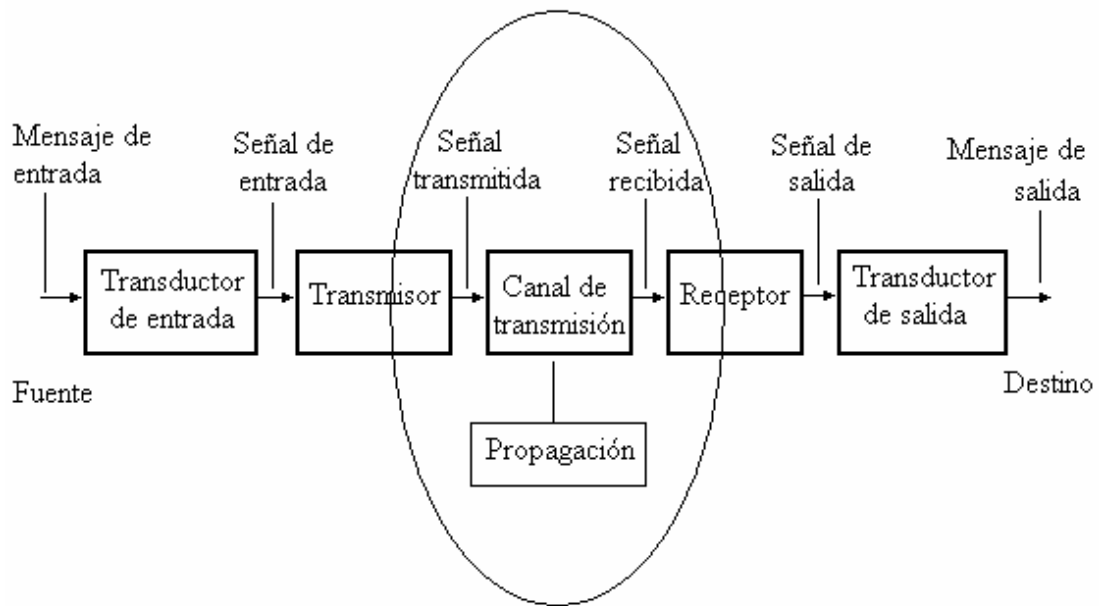 Mensaje de
entrada
Señal de
entrada
Señal
transmitida
Señal
recibida
Señal de
salida
Mensaje de
salida
Transductor
de entrada
Transmisor
Canal de
transmisión
Receptor
Transductor
de salida
Fuente
Destino
Propagación